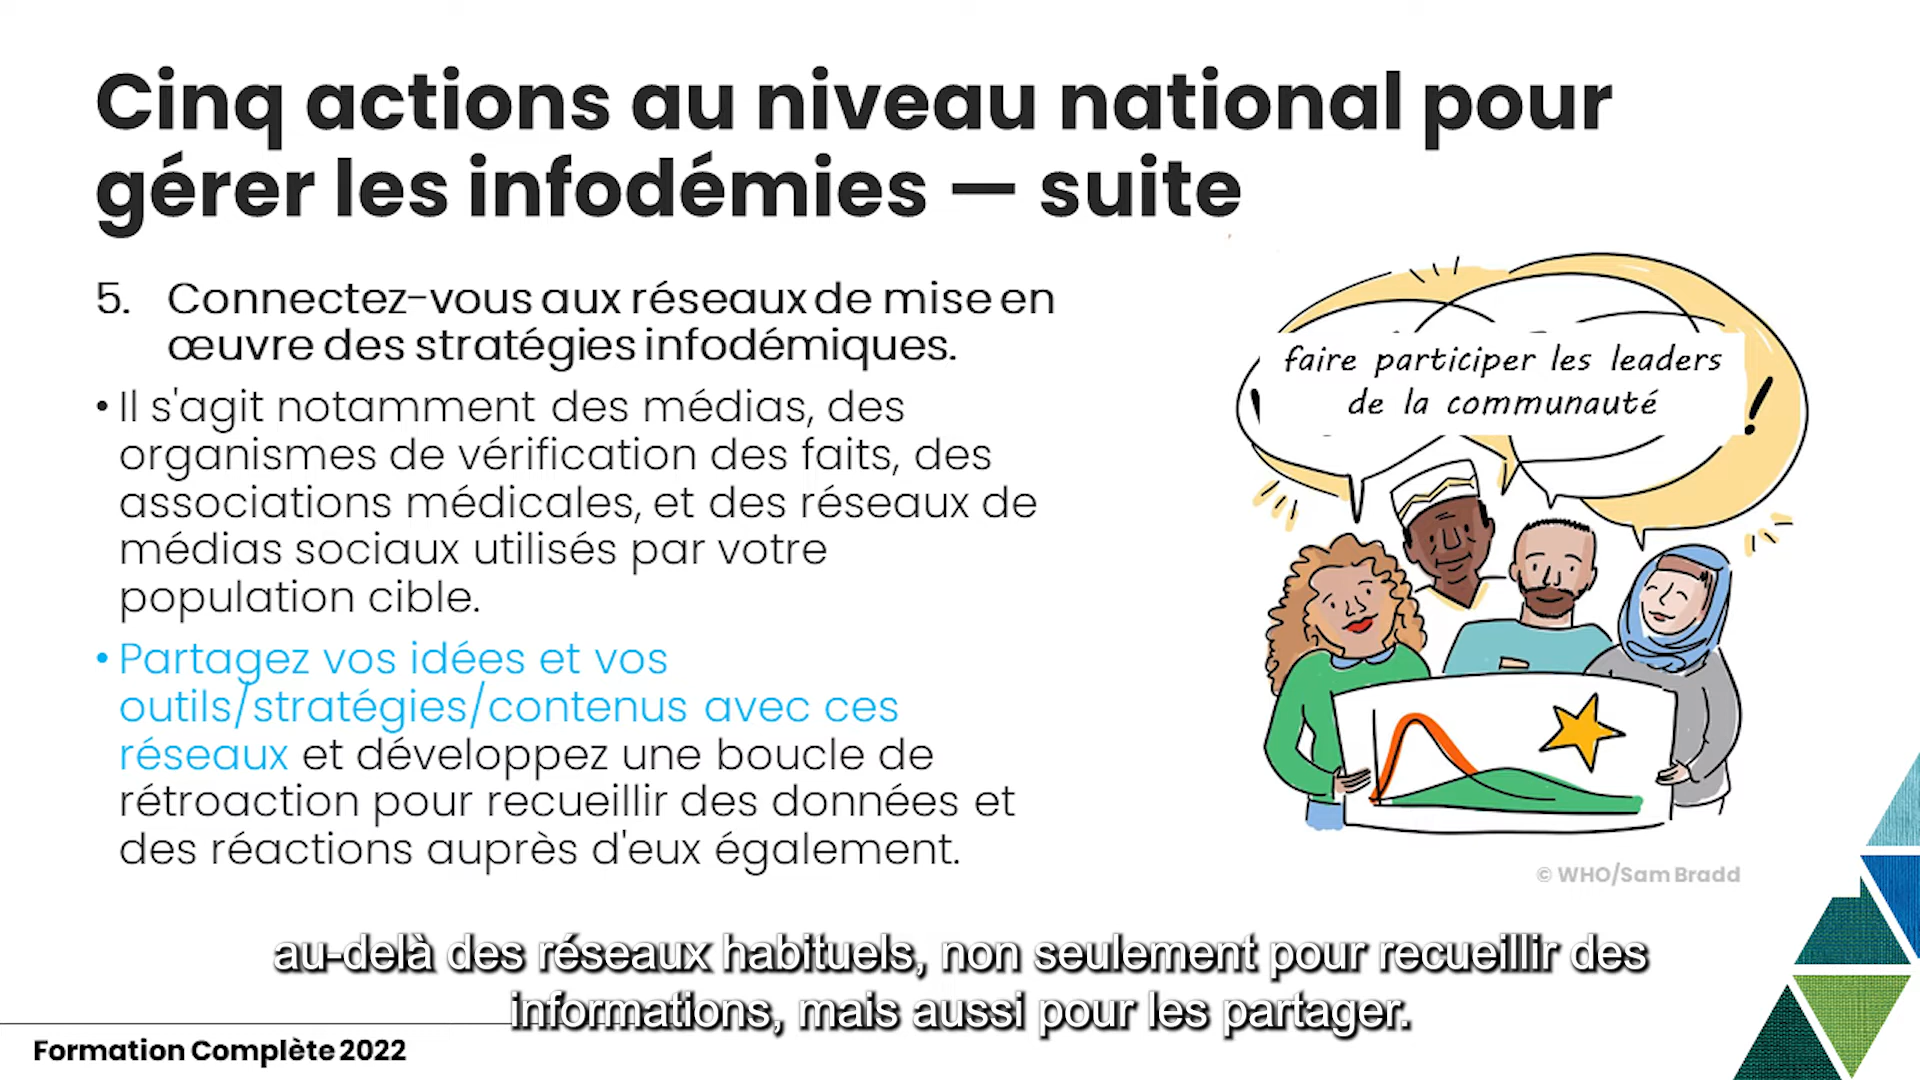 Cinq actions au niveau national pour
gérer les infodémies — suite
5. Connectez-vous aux réseaux de mise en
œuvre des stratégies infodémiques.
• Il s'agit notamment des médias, des
organismes de vérification des faits, des
associations médicales, et des réseaux de
médias sociaux utilisés par votre
population cible.
• Partagez vos idées et vos
outils/stratégies/contenus avec ces
réseaux et développez une boucle de
rétroaction pour recueillir des données et
des réactions auprès d'eux également.
faire participer les leaders
de la communauté
!
© WHO/Sam Bradd
au-delà des réseaux habituels, non seulement pour recueillir des
informations, mais aussi pour les partager.
Formation Complète 2022